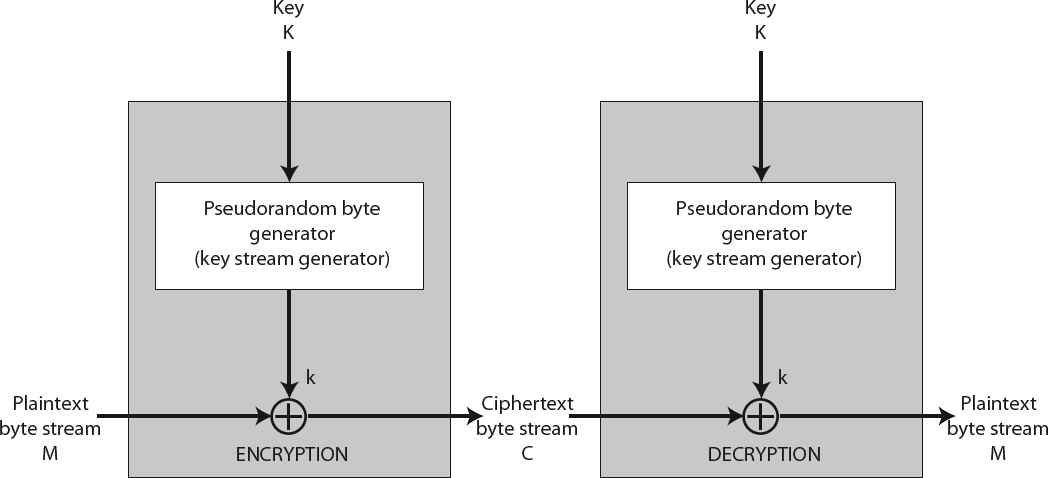 Key
K
Key
K
Pseudorandom byte
generator
(key stream generator)
Pseudorandom byte
generator
(key stream generator)
k
k
Plaintext
byte stream
M
ENCRYPTION
Ciphertext
byte stream
C
DECRYPTION
Plaintext
byte stream
M